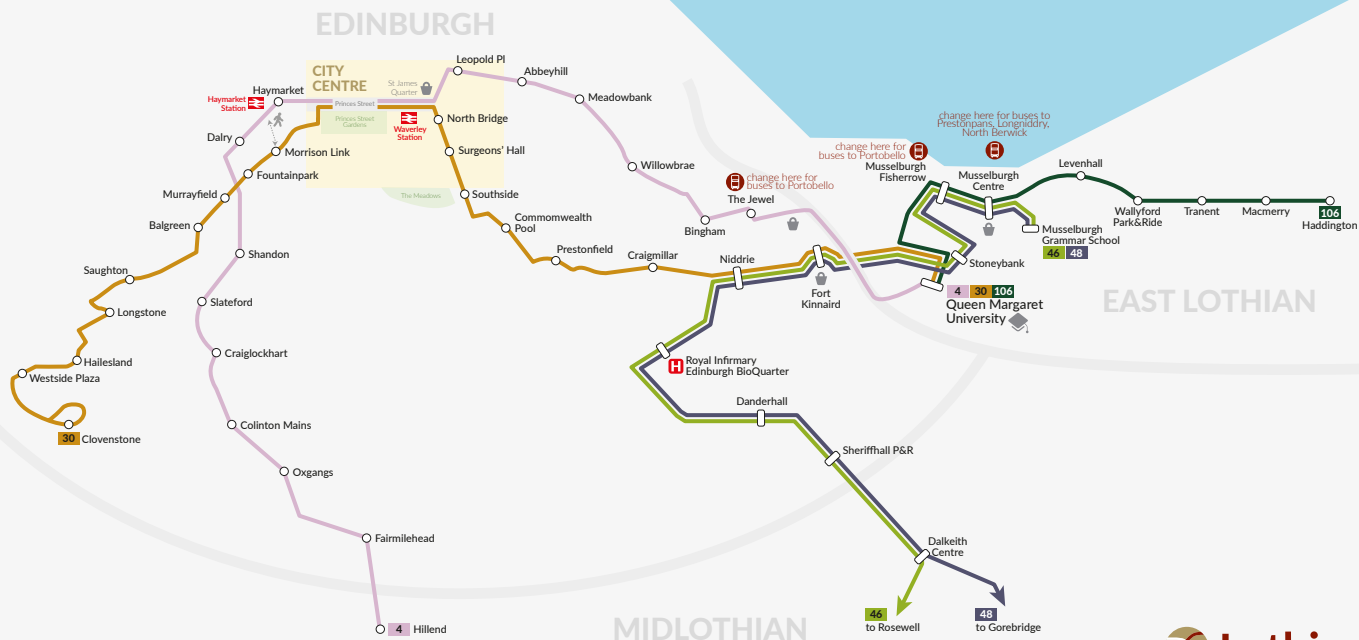 EDINBURGH
Leopold Pl
CITY
CENTRE
Abbeyhill
St James
Quarter
Haymarket
Meadowbank
Haymarket
Station
Princes Street
Princes Street
Gardens
North Bridge
Waverley
Station
Dalry
Morrison Link
Surgeons' Hall
Willowbrae
Fountainpark
Murrayfield
Southside
The Meadows
Balgreen
Commonwealth
Pool
Bingham
change here for
buses to Portobello
The Jewel
change here for
buses to Portobello
Musselburgh
Fisherrow
change here for buses to
Prestonpans, Longniddry,
North Berwick
Musselburgh
Centre
Levenhall
Wallyford
Park&Ride
Tranent
Macmerry
106
Haddington
Musselburgh
Grammar School
46 48
Stoneybank
Shandon
Prestonfield
Craigmillar
Niddrie
Fort
Kinnaird
4 30 106
Queen Margaret
University
EAST LOTHIAN
Saughton
Slateford
Longstone
Craiglockhart
Hailesland
Westside Plaza
H
Royal Infirmary
Edinburgh BioQuarter
Danderhall
30 Clovenstone
Colinton Mains
Sheriffhall P&R
Oxgangs
Fairmilehead
Dalkeith
Centre
46
to Rosewell
48
to Gorebridge
4 Hillend
MIDLOTHIAN